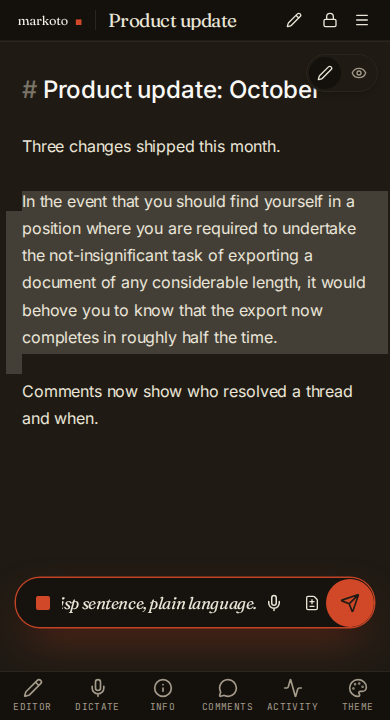 markoto
Product update
# Product update: October
Three changes shipped this month.
In the event that you should find yourself in a
position where you are required to undertake
the not-insignificant task of exporting a
document of any considerable length, it would
behove you to know that the export now
completes in roughly half the time.
Comments now show who resolved a thread
and when.
isp sentence, plain language.
EDITOR DICTATE INFO COMMENTS ACTIVITY THEME